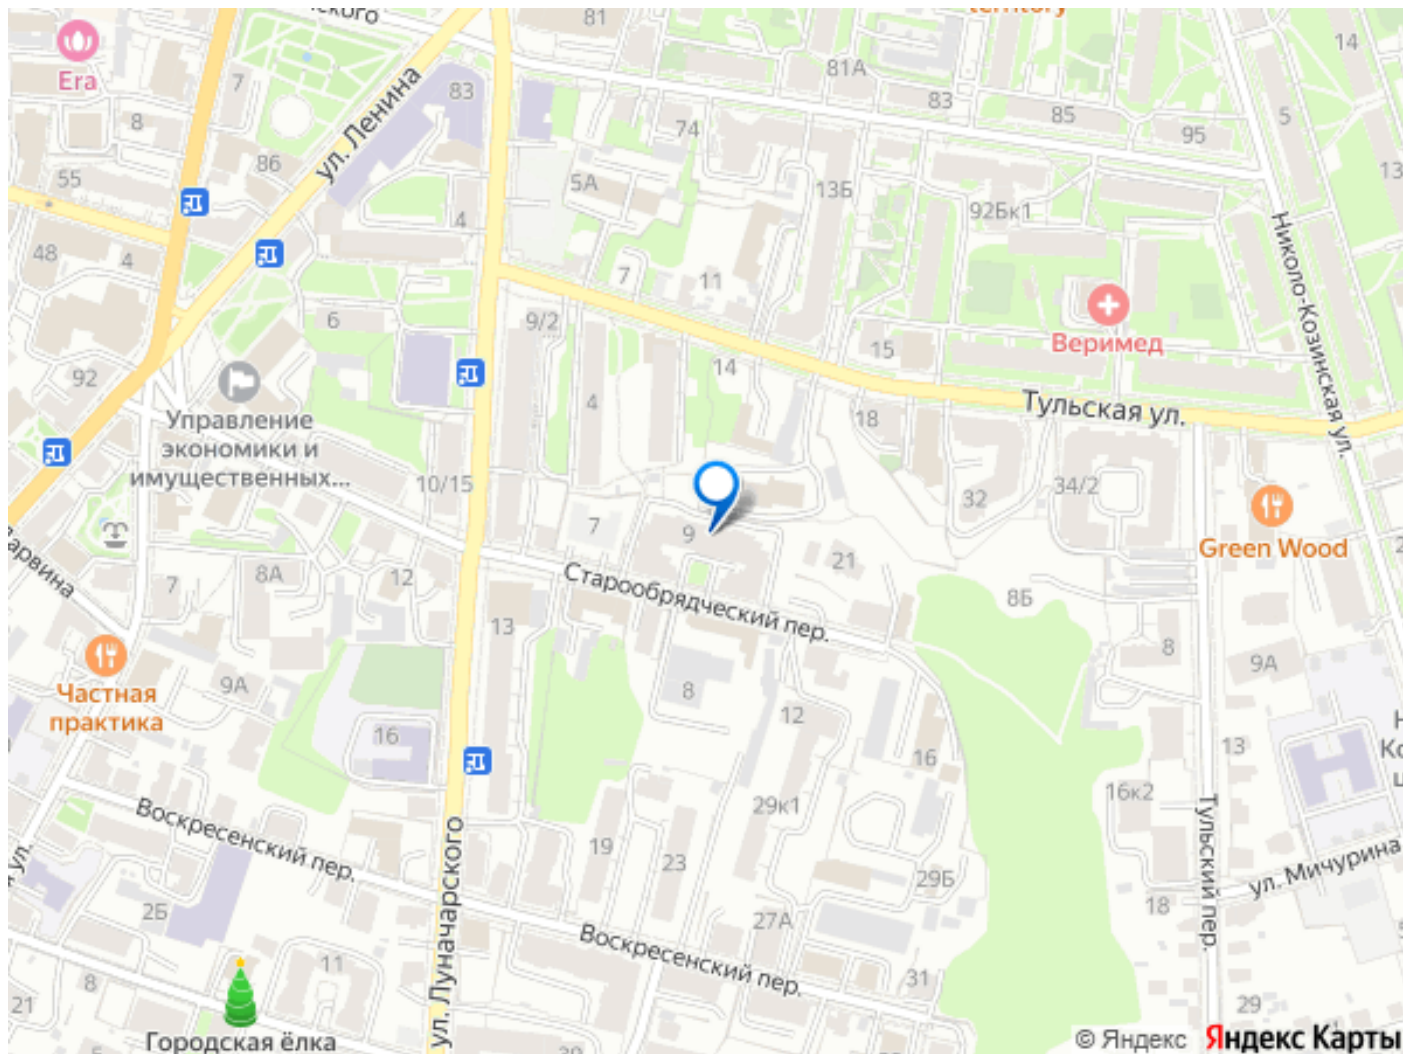 territory
81
Era
7
83
81А
83
85
95
14
5
8
86
ул. Ленина
74
55
5А
13Б
92Бк1
13
4
48
4
7
11
Николо-Козинская ул.
6
9/2
15
Веримед
14
92
4
18
Тульская ул.
Управление
экономики и
имущественных...
10/15
32
34/2
7
9
21
Green Wood
7
8А
12
Старообрядческий пер.
8Б
13
8
9А
Частная
практика
9А
8
12
16
16
13
16к2
Воскресенский пер.
29к1
Тульский пер.
ул. Луначарского
19
23
29Б
ул. Мичурина
18
2Б
27А
Воскресенский пер.
11
31
8
21
29
Городская ёлка
© Яндекс Яндекс Карты